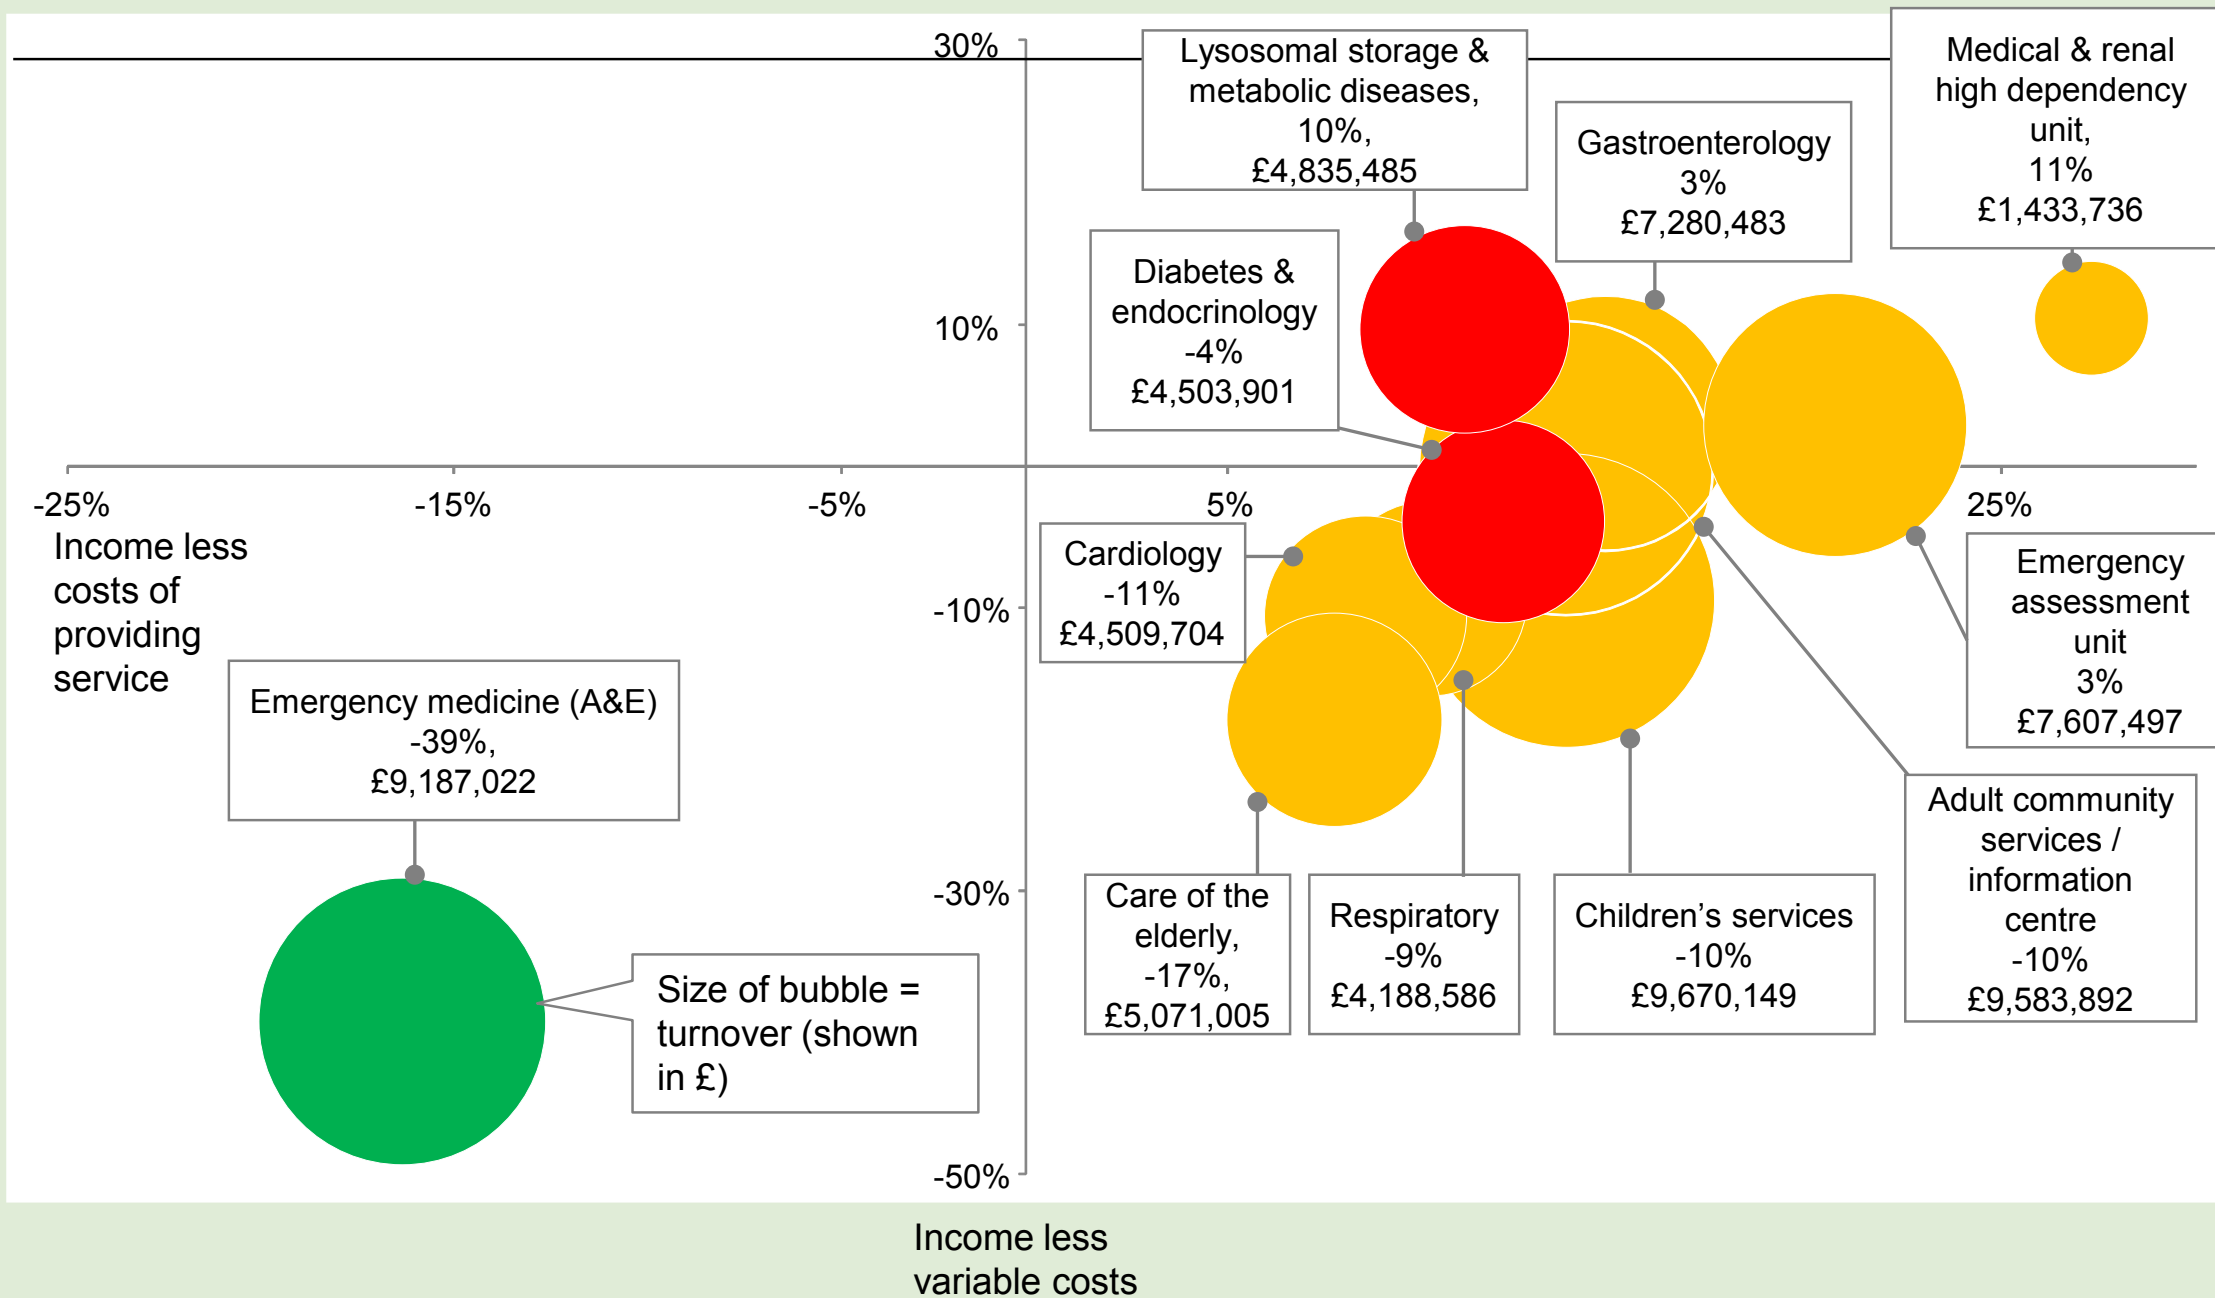 30%
10%
-10%
-30%
-50%
-25%
-15%
-5%
5%
25%
Income less
costs of
providing
service
Lysosomal storage &
metabolic diseases,
10%,
£4,835,485
Gastroenterology
3%
£7,280,483
Medical & renal
high dependency
unit,
11%
£1,433,736
Diabetes &
endocrinology
-4%
£4,503,901
Cardiology
-11%
£4,509,704
Emergency
assessment
unit
3%
£7,607,497
Emergency medicine (A&E)
-39%,
£9,187,022
Size of bubble =
turnover (shown
in £)
Care of the
elderly,
-17%,
£5,071,005
Respiratory
-9%
£4,188,586
Children’s services
-10%
£9,670,149
Adult community
services /
information
centre
-10%
£9,583,892
Income less
variable costs